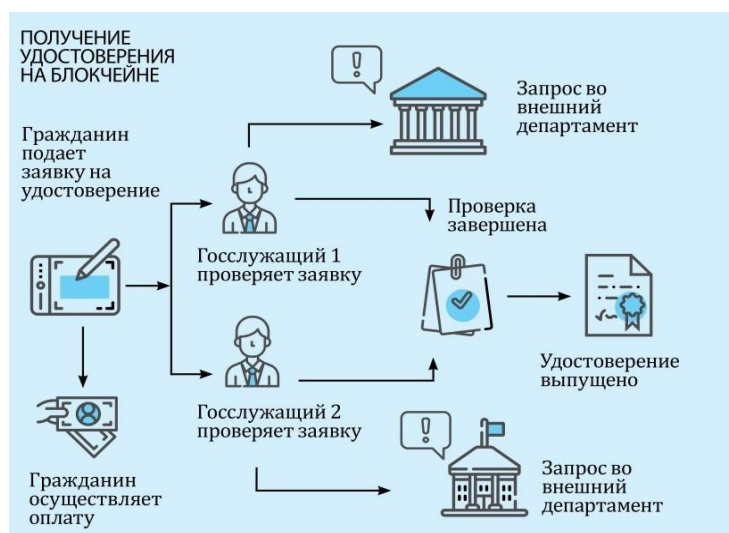 ПОЛУЧЕНИЕ
УДОСТОВЕРЕНИЯ
НА БЛОКЧЕЙНЕ
Гражданин
подает
заявку на
удостоверение
Запрос во
внешний
департамент
Госслужащий 1
проверяет заявку
Проверка
завершена
Госслужащий 2
проверяет заявку
Удостоверение
выпущено
Гражданин
осуществляет
оплату
Запрос во
внешний
департамент